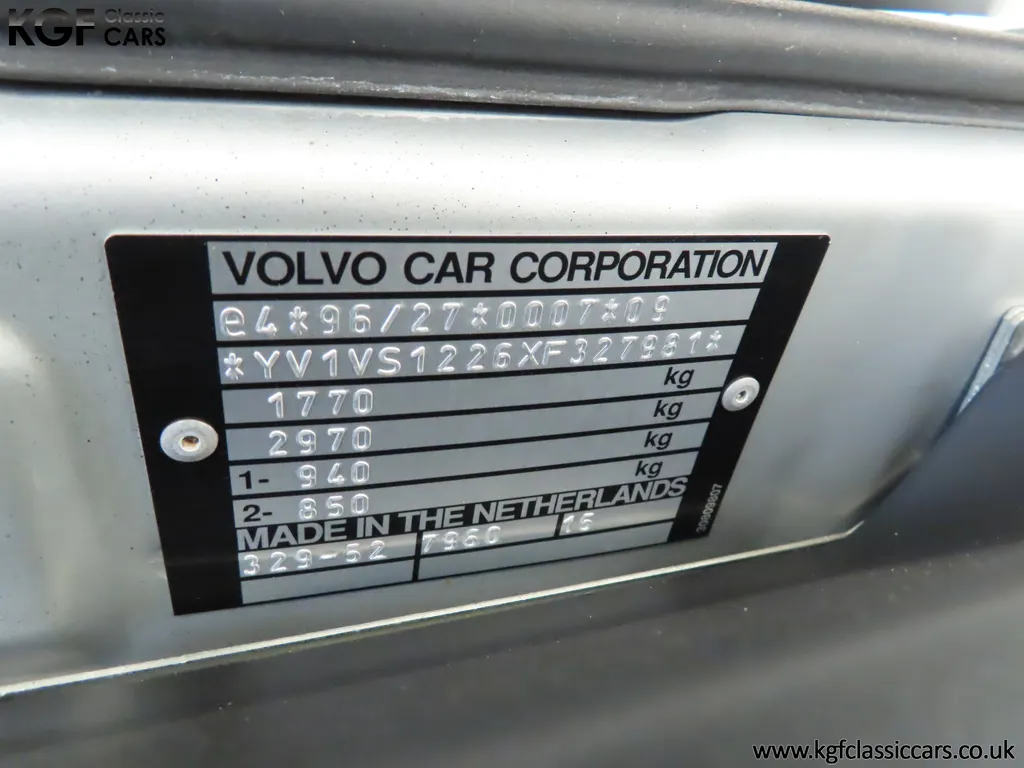 KGF Classic
CARS
VOLVO CAR CORPORATION
e4*96/27*0007*09
*YV1VS1226XF327981*
1770 kg
2970 kg
1- 940 kg
2- 850 kg
MADE IN THE NETHERLANDS
329-52 7960 16
30800807
www.kgfclassiccars.co.uk